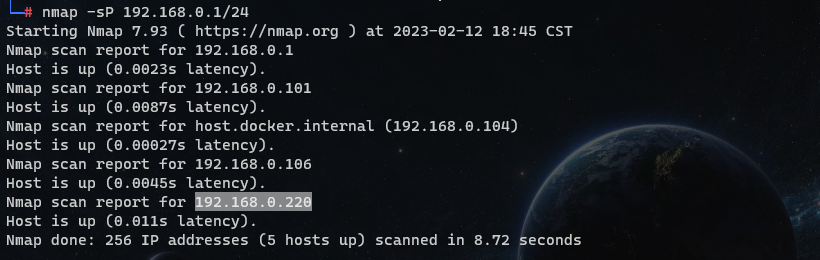 └─# nmap -sP 192.168.0.1/24
Starting Nmap 7.93 ( https://nmap.org ) at 2023-02-12 18:45 CST
Nmap scan report for 192.168.0.1
Host is up (0.0023s latency).
Nmap scan report for 192.168.0.101
Host is up (0.0087s latency).
Nmap scan report for host.docker.internal (192.168.0.104)
Host is up (0.00027s latency).
Nmap scan report for 192.168.0.106
Host is up (0.0045s latency).
Nmap scan report for 192.168.0.220
Host is up (0.011s latency).
Nmap done: 256 IP addresses (5 hosts up) scanned in 8.72 seconds